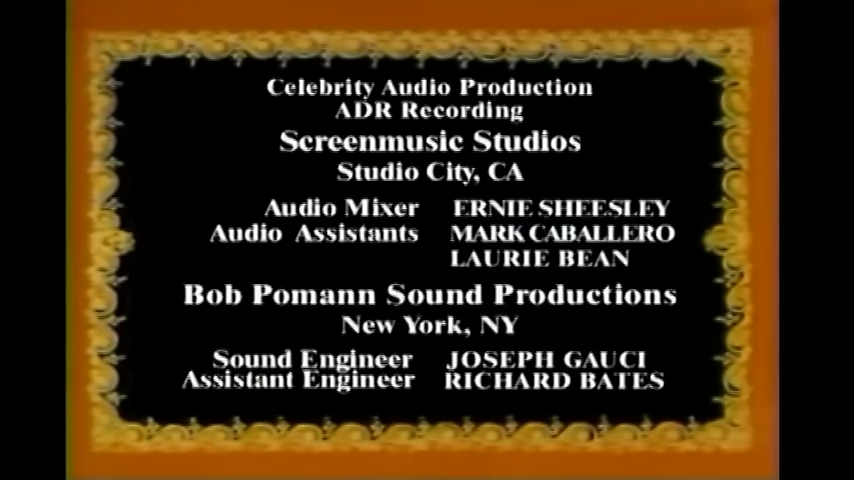 Celebrity Audio Production
ADR Recording
Screenmusic Studios
Studio City, CA
Audio Mixer ERNIE SHEESLEY
Audio Assistants MARK CABALLERO
LAURIE BEAN
Bob Pomann Sound Productions
New York, NY
Sound Engineer JOSEPH GAUCI
Assistant Engineer RICHARD BATES